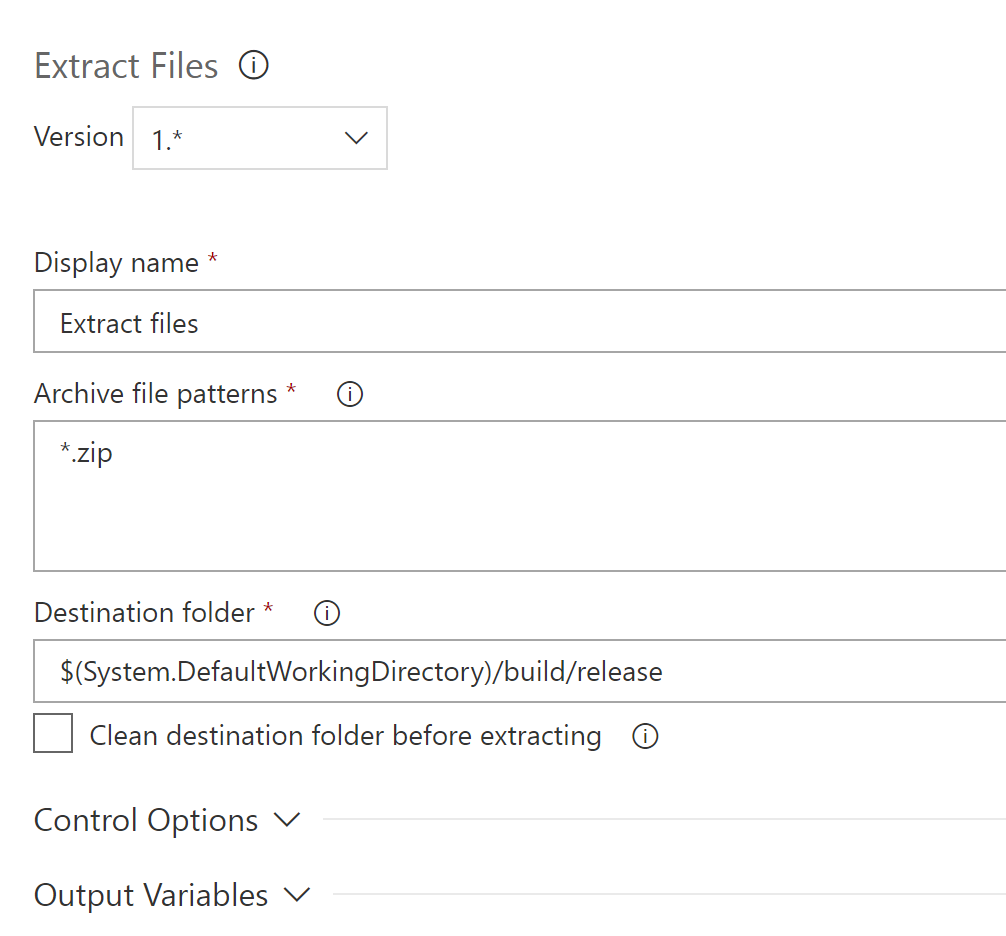 Extract Files
Version 1.*
Display name *
Extract files
Archive file patterns *
*.zip
Destination folder *
$(System.DefaultWorkingDirectory)/build/release
Clean destination folder before extracting
Control Options
Output Variables